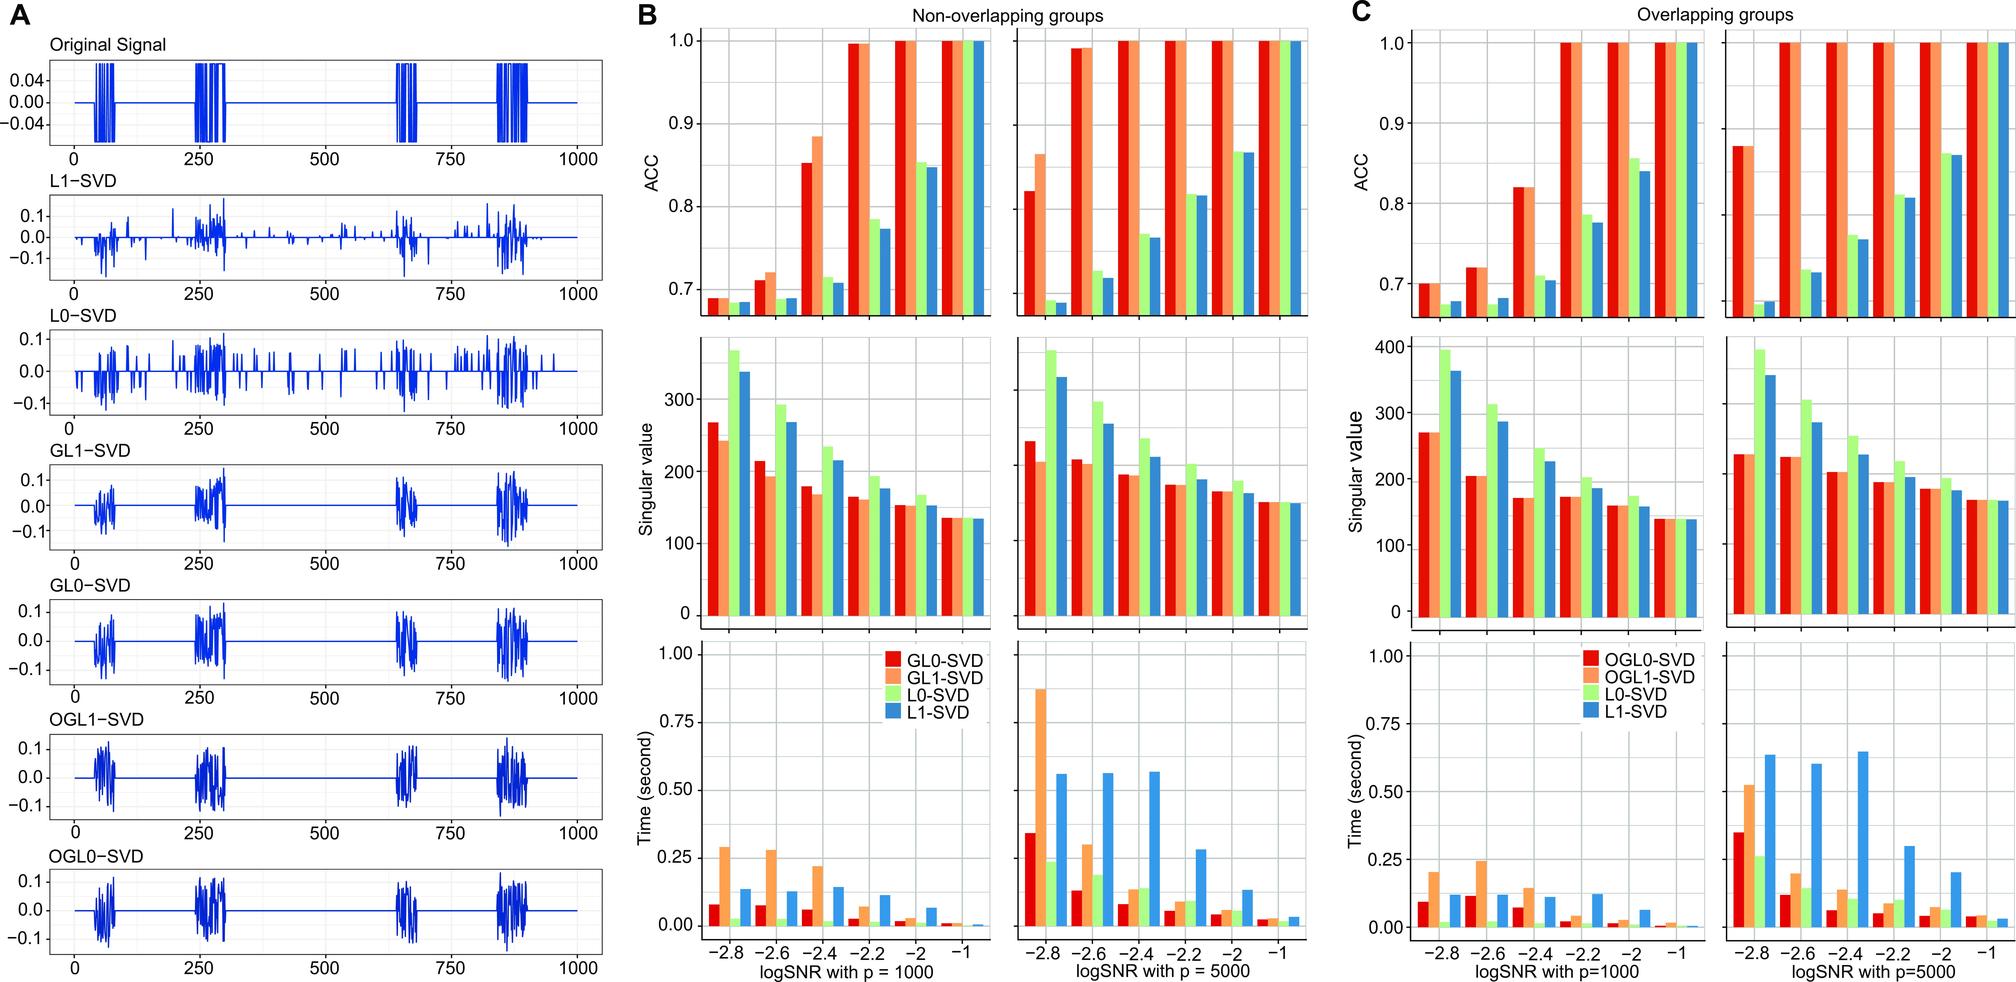 A
Original Signal
0.04
0.00
−0.04
0 250 500 750 1000
L1−SVD
0.1
0.0
−0.1
0 250 500 750 1000
L0−SVD
0.1
0.0
−0.1
0 250 500 750 1000
GL1−SVD
0.1
0.0
−0.1
0 250 500 750 1000
GL0−SVD
0.1
0.0
−0.1
0 250 500 750 1000
OGL1−SVD
0.1
0.0
−0.1
0 250 500 750 1000
OGL0−SVD
0.1
0.0
−0.1
0 250 500 750 1000
B
Non-overlapping groups
ACC
1.0
0.9
0.8
0.7
Singular value
300
200
100
0
Time (second)
1.00
0.75
0.50
0.25
0.00
GL0-SVD
GL1-SVD
L0-SVD
L1-SVD
−2.8 −2.6 −2.4 −2.2 −2 −1
logSNR with p = 1000
−2.8 −2.6 −2.4 −2.2 −2 −1
logSNR with p = 5000
C
Overlapping groups
ACC
1.0
0.9
0.8
0.7
Singular value
400
300
200
100
0
Time (second)
1.00
0.75
0.50
0.25
0.00
OGL0-SVD
OGL1-SVD
L0-SVD
L1-SVD
−2.8 −2.6 −2.4 −2.2 −2 −1
logSNR with p=1000
−2.8 −2.6 −2.4 −2.2 −2 −1
logSNR with p=5000